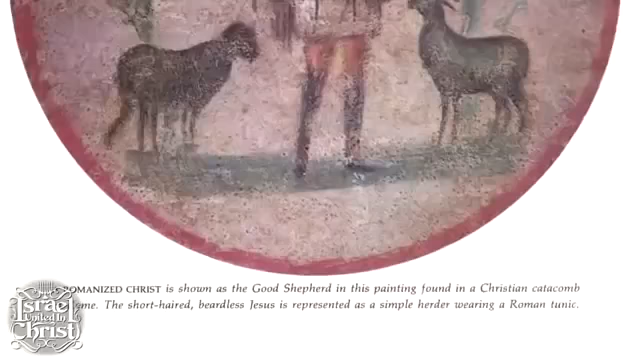 ROMANIZED CHRIST is shown as the Good Shepherd in this painting found in a Christian catacomb
The short-haired, beardless Jesus is represented as a simple herder wearing a Roman tunic.
Israel
United In
Christ